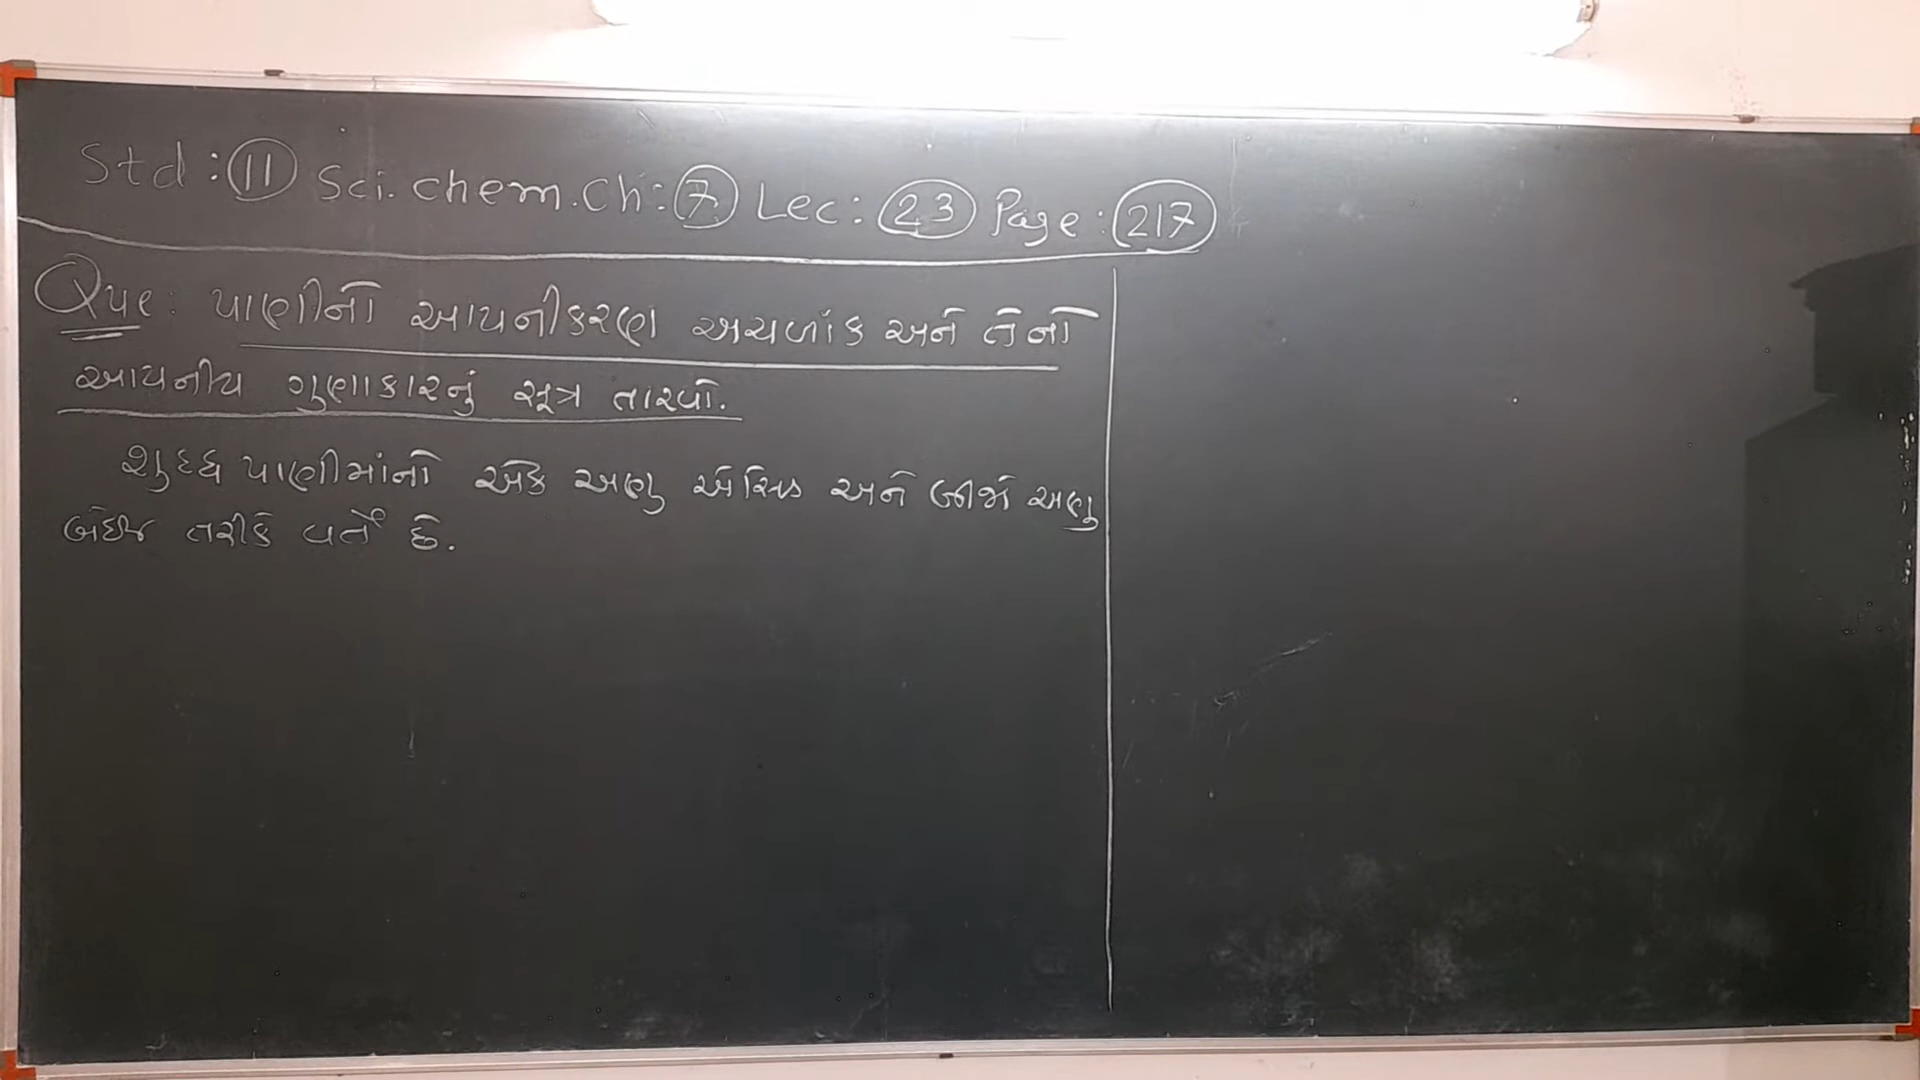 Std : 11 Sci. Chem. Ch : 7 Lec : 23 Page : 217
Que : પાણીનો આયનીકરણ અચળાંક અને તેનો
આયનીય ગુણાકારનું સૂત્ર તારવો.
શુદ્ધ પાણીમાંનો એક અણુ એસિડ અને બીજો અણુ
બેઈજ તરીકે વર્તે છે.